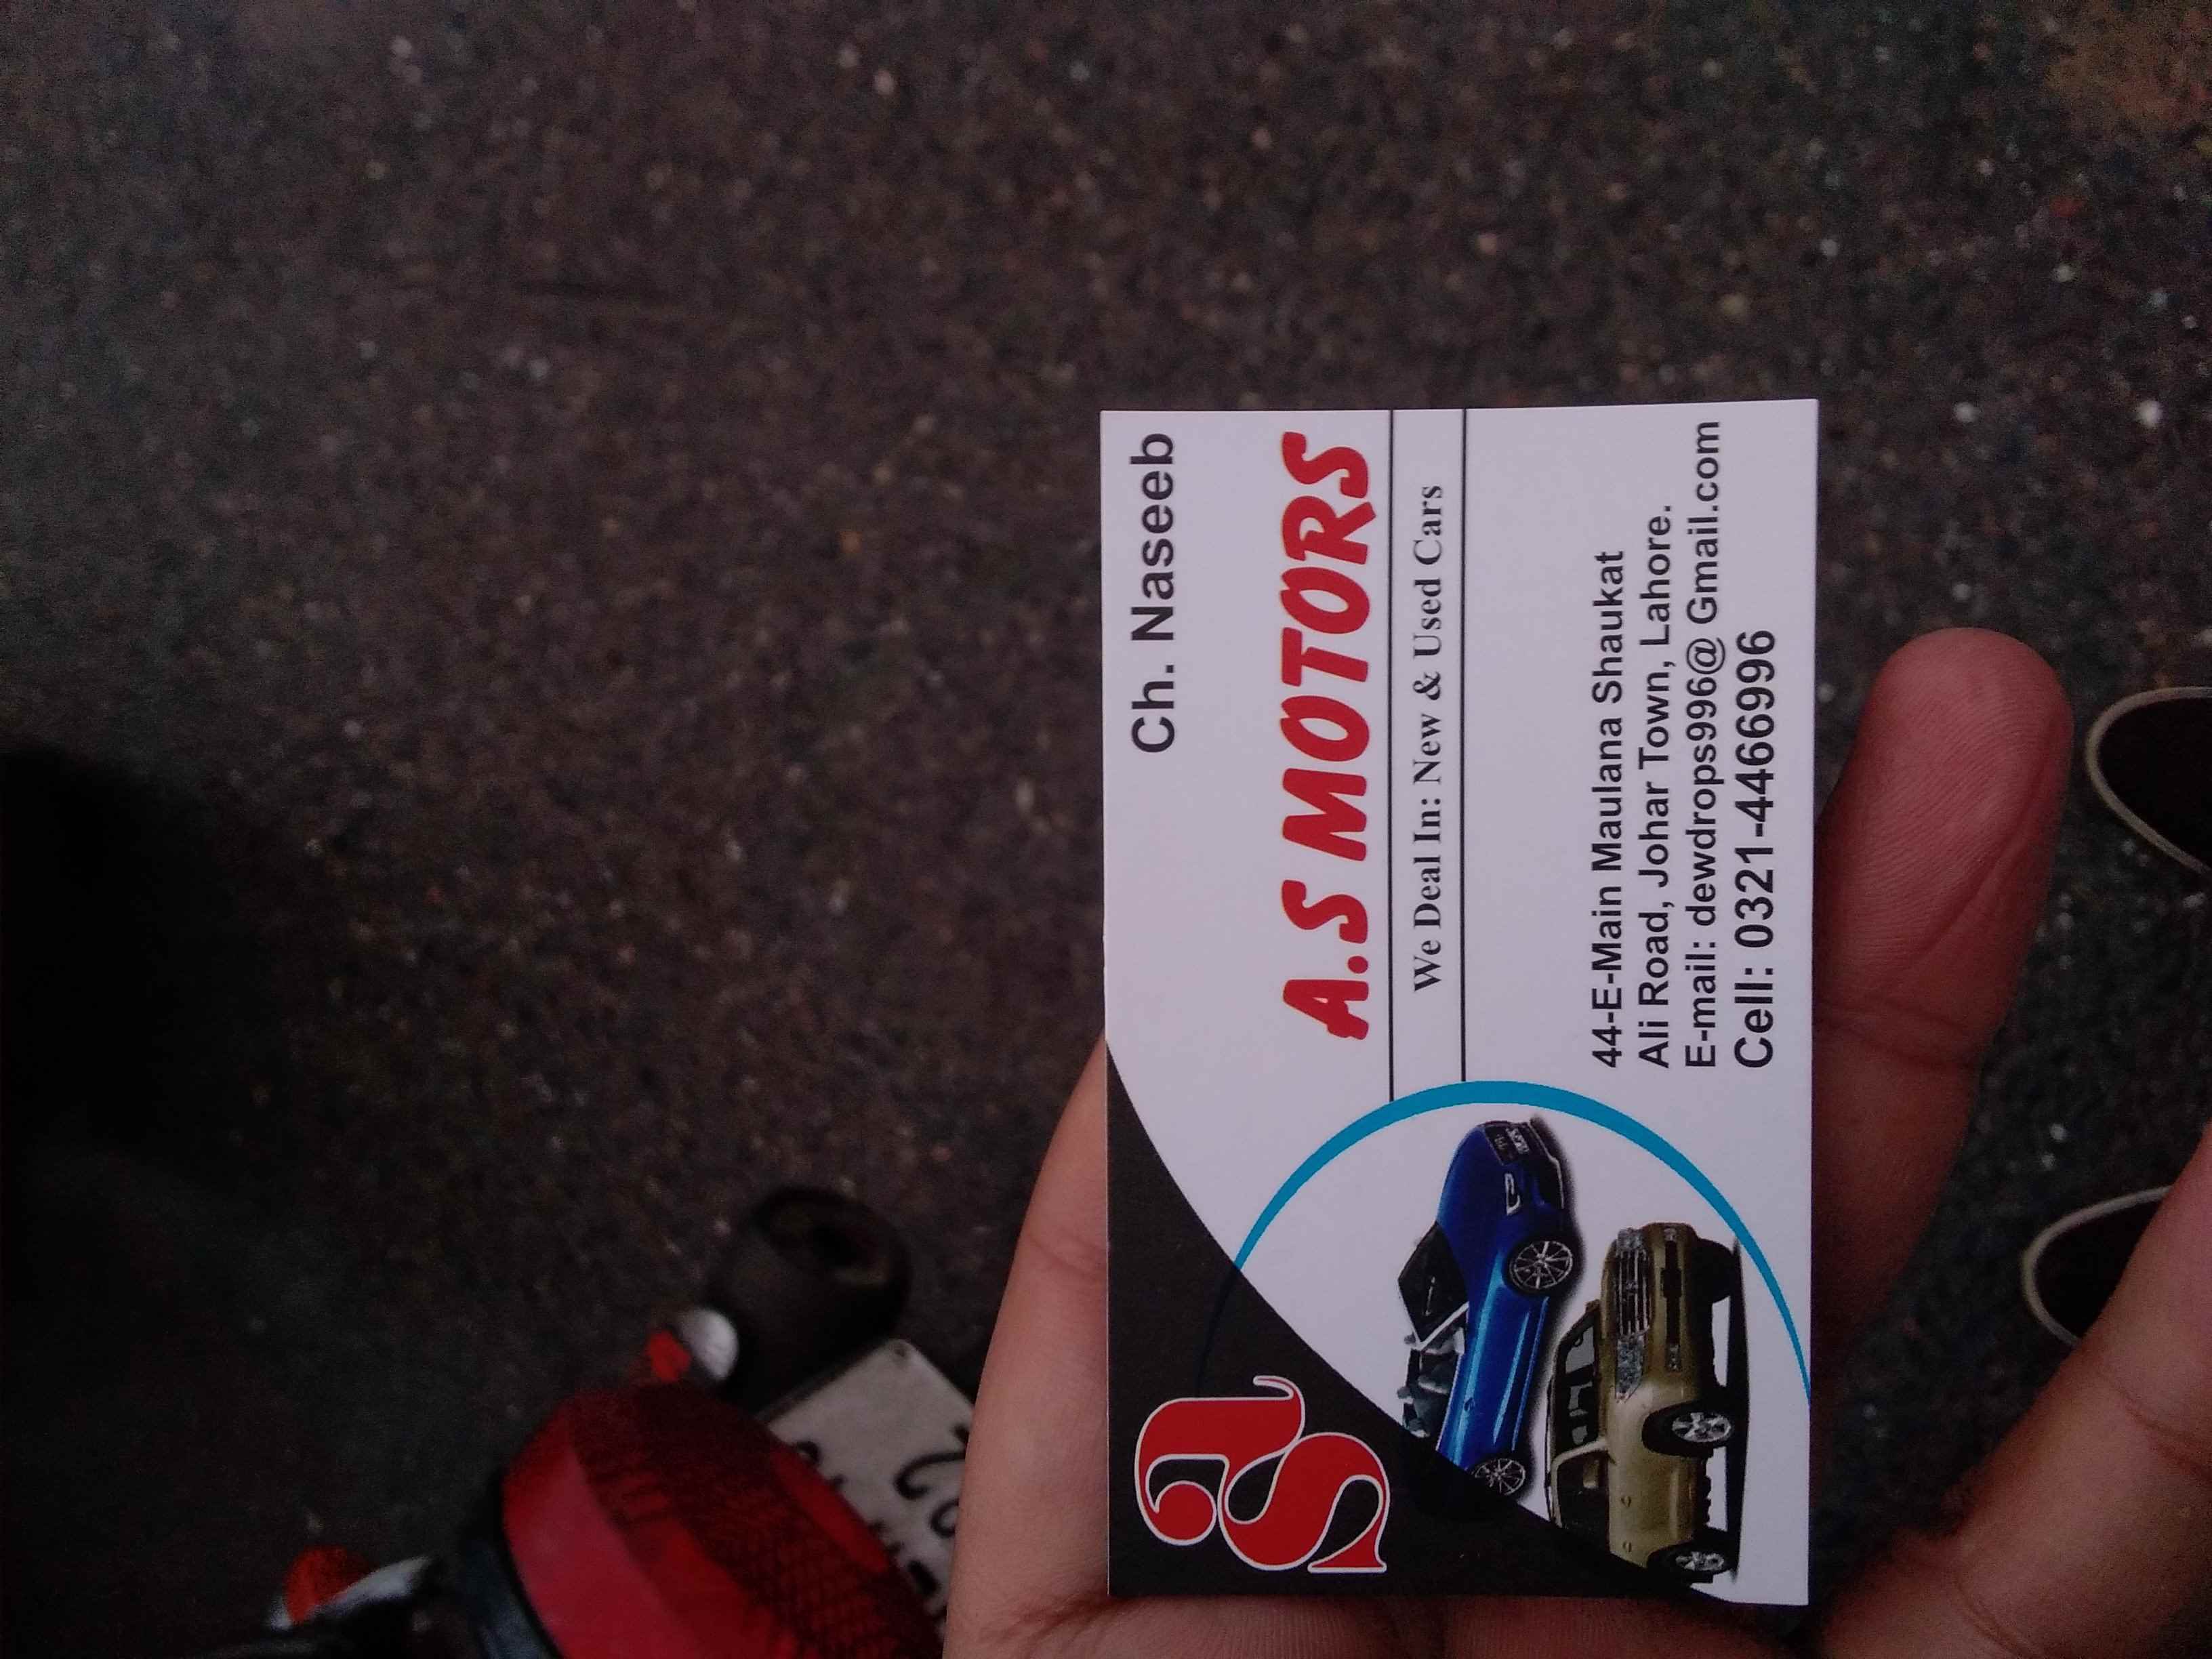 as
Ch. Naseeb
A.S MOTORS
We Deal In: New & Used Cars
44-E-Main Maulana Shaukat
Ali Road, Johar Town, Lahore.
E-mail: dewdrops996@ Gmail.com
Cell: 0321-4466996